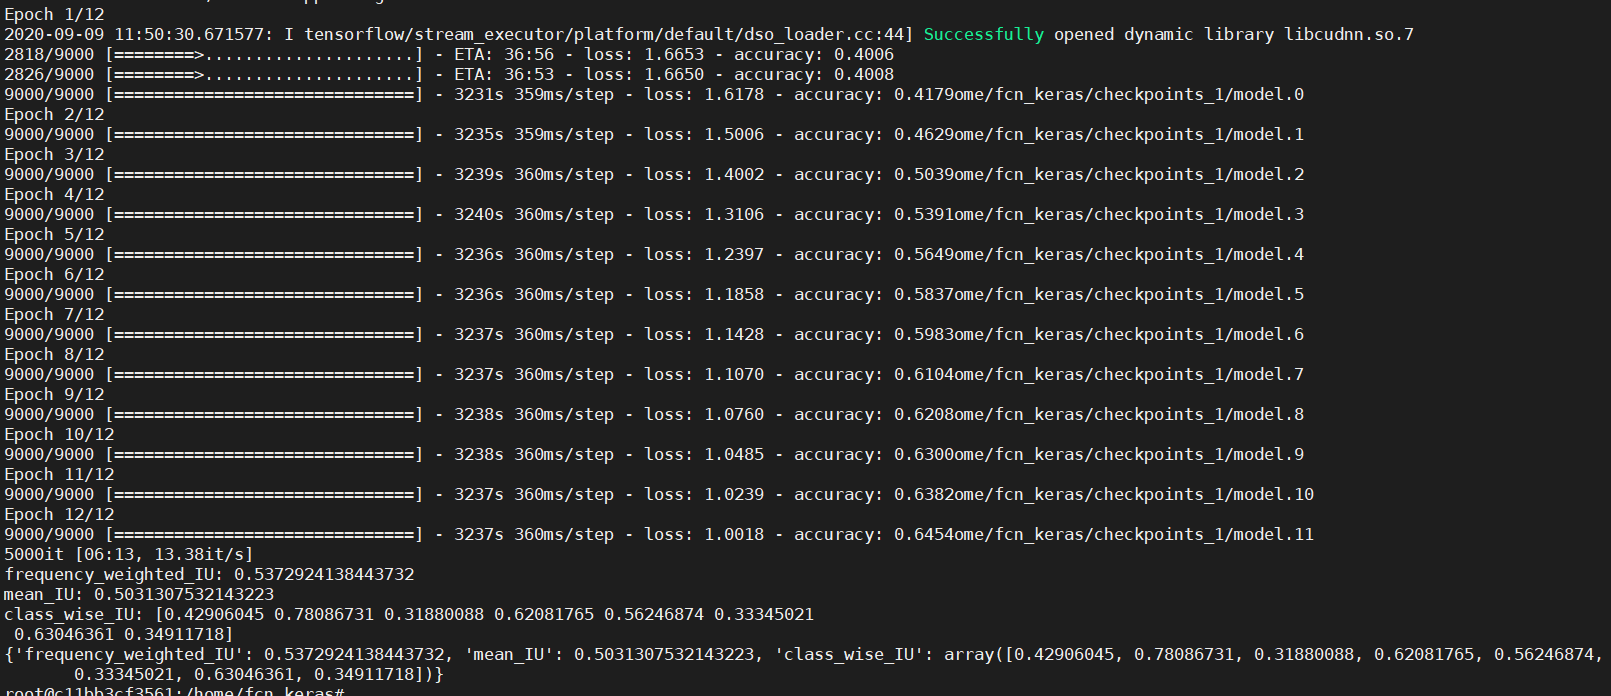 Epoch 1/12
2020-09-09 11:50:30.671577: I tensorflow/stream_executor/platform/default/dso_loader.cc:44] Successfully opened dynamic library libcudnn.so.7
2818/9000 [========>.....................] - ETA: 36:56 - loss: 1.6653 - accuracy: 0.4006
2826/9000 [========>.....................] - ETA: 36:53 - loss: 1.6650 - accuracy: 0.4008
9000/9000 [==============================] - 3231s 359ms/step - loss: 1.6178 - accuracy: 0.4179ome/fcn_keras/checkpoints_1/model.0
Epoch 2/12
9000/9000 [==============================] - 3235s 359ms/step - loss: 1.5006 - accuracy: 0.4629ome/fcn_keras/checkpoints_1/model.1
Epoch 3/12
9000/9000 [==============================] - 3239s 360ms/step - loss: 1.4002 - accuracy: 0.5039ome/fcn_keras/checkpoints_1/model.2
Epoch 4/12
9000/9000 [==============================] - 3240s 360ms/step - loss: 1.3106 - accuracy: 0.5391ome/fcn_keras/checkpoints_1/model.3
Epoch 5/12
9000/9000 [==============================] - 3236s 360ms/step - loss: 1.2397 - accuracy: 0.5649ome/fcn_keras/checkpoints_1/model.4
Epoch 6/12
9000/9000 [==============================] - 3236s 360ms/step - loss: 1.1858 - accuracy: 0.5837ome/fcn_keras/checkpoints_1/model.5
Epoch 7/12
9000/9000 [==============================] - 3237s 360ms/step - loss: 1.1428 - accuracy: 0.5983ome/fcn_keras/checkpoints_1/model.6
Epoch 8/12
9000/9000 [==============================] - 3237s 360ms/step - loss: 1.1070 - accuracy: 0.6104ome/fcn_keras/checkpoints_1/model.7
Epoch 9/12
9000/9000 [==============================] - 3238s 360ms/step - loss: 1.0760 - accuracy: 0.6208ome/fcn_keras/checkpoints_1/model.8
Epoch 10/12
9000/9000 [==============================] - 3238s 360ms/step - loss: 1.0485 - accuracy: 0.6300ome/fcn_keras/checkpoints_1/model.9
Epoch 11/12
9000/9000 [==============================] - 3237s 360ms/step - loss: 1.0239 - accuracy: 0.6382ome/fcn_keras/checkpoints_1/model.10
Epoch 12/12
9000/9000 [==============================] - 3237s 360ms/step - loss: 1.0018 - accuracy: 0.6454ome/fcn_keras/checkpoints_1/model.11
5000it [06:13, 13.38it/s]
frequency_weighted_IU: 0.5372924138443732
mean_IU: 0.5031307532143223
class_wise_IU: [0.42906045 0.78086731 0.31880088 0.62081765 0.56246874 0.33345021
0.63046361 0.34911718]
{'frequency_weighted_IU': 0.5372924138443732, 'mean_IU': 0.5031307532143223, 'class_wise_IU': array([0.42906045, 0.78086731, 0.31880088, 0.62081765, 0.56246874,
0.33345021, 0.63046361, 0.34911718])}
root@c11bb3cf3561:/home/fcn_keras#